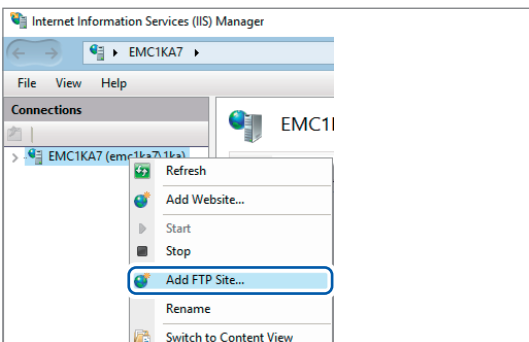 Internet Information Services (IIS) Manager
EMC1KA7
File View Help
Connections
EMC1
EMC1KA7 (emc1ka7\1ka)
Refresh
Add Website...
Start
Stop
Add FTP Site...
Rename
Switch to Content View